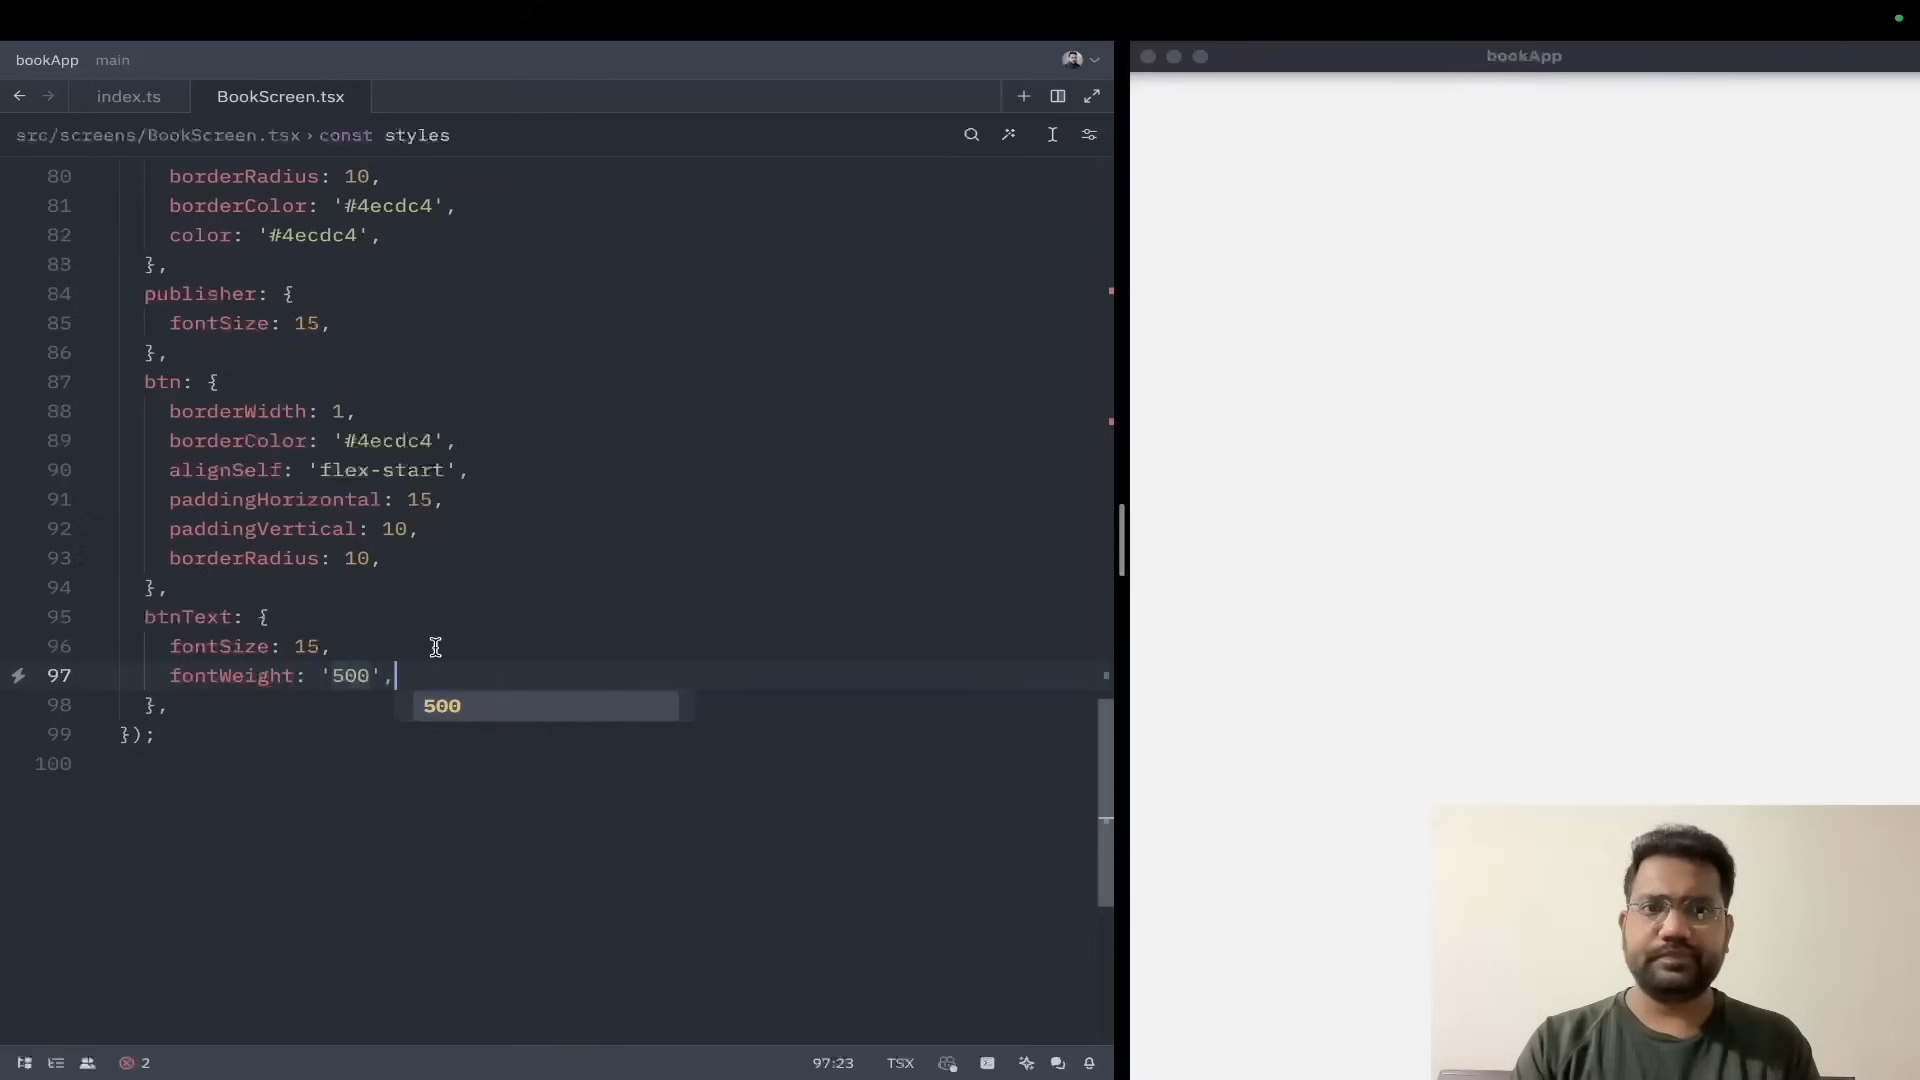 bookApp main
bookApp
index.ts BookScreen.tsx
src/screens/BookScreen.tsx › const styles
80 borderRadius: 10,
81 borderColor: '#4ecdc4',
82 color: '#4ecdc4',
83 },
84 publisher: {
85 fontSize: 15,
86 },
87 btn: {
88 borderWidth: 1,
89 borderColor: '#4ecdc4',
90 alignSelf: 'flex-start',
91 paddingHorizontal: 15,
92 paddingVertical: 10,
93 borderRadius: 10,
94 },
95 btnText: {
96 fontSize: 15,
97 fontWeight: '500',
98 },
500
99 });
100
2 97:23 TSX